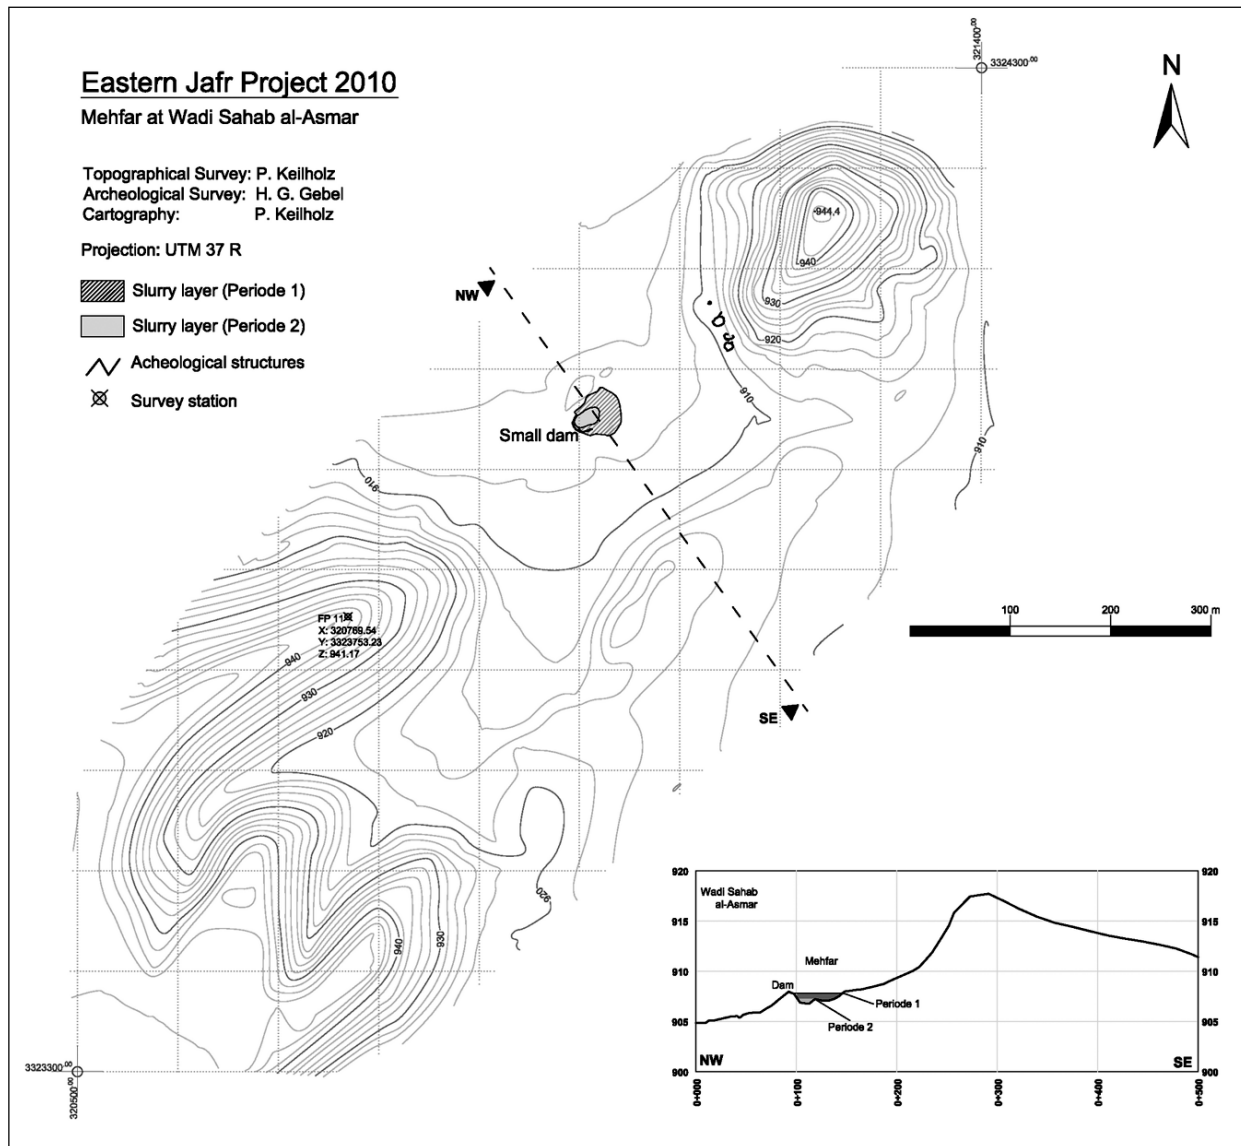 Eastern Jafr Project 2010
Mehfar at Wadi Sahab al-Asmar
Topographical Survey: P. Keilholz
Archeological Survey: H. G. Gebel
Cartography: P. Keilholz
Projection: UTM 37 R
Slurry layer (Periode 1)
Slurry layer (Periode 2)
Acheological structures
Survey station
321400.00
3324300.00
N
944,4
940
930
920
910
910
NW
Small dam
910
FP 11
X: 320769.54
Y: 3323753.23
Z: 941.17
940
930
920
SE
100 200 300 m
920
940
930
3323300.00
320500.00
920 920
Wadi Sahab
al-Asmar
915 915
Mehfar
910 910
Dam
Periode 1
Periode 2
905 905
NW SE
900 900
0+000 0+100 0+200 0+300 0+400 0+500